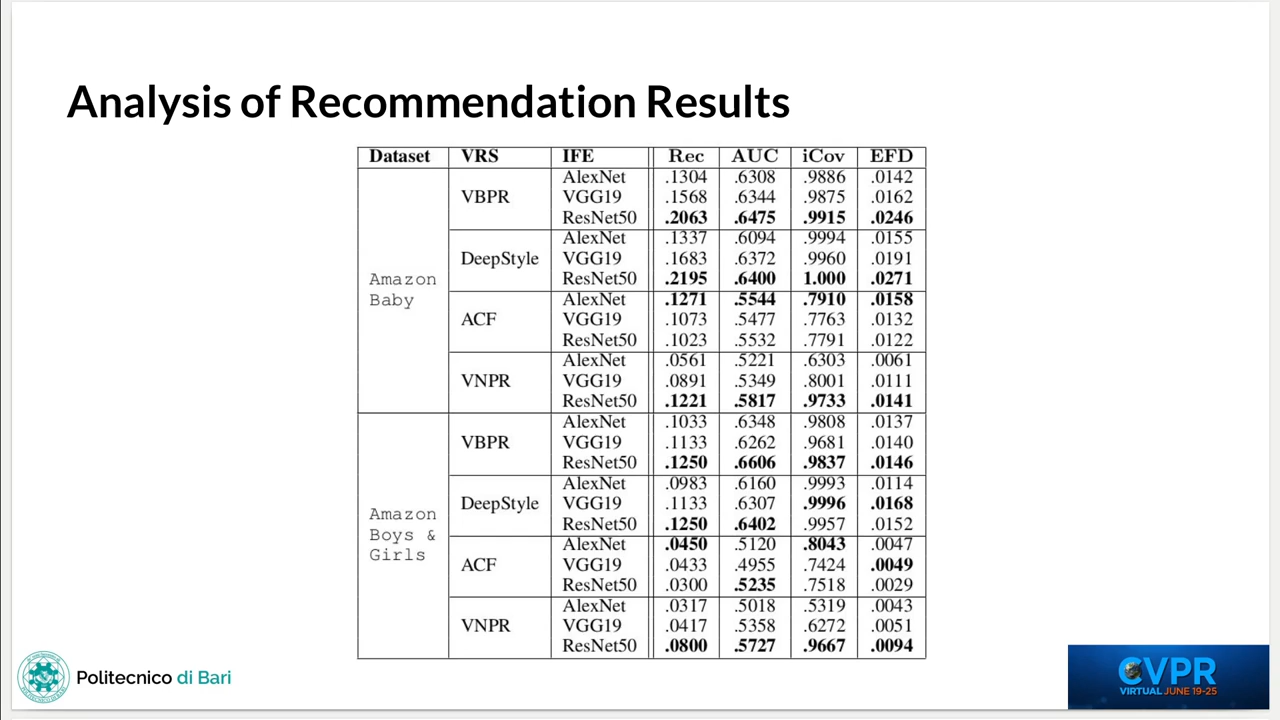 Analysis of Recommendation Results
Dataset VRS IFE Rec AUC iCov EFD
Amazon Baby
VBPR
AlexNet .1304 .6308 .9886 .0142
VGG19 .1568 .6344 .9875 .0162
ResNet50 .2063 .6475 .9915 .0246
DeepStyle
AlexNet .1337 .6094 .9994 .0155
VGG19 .1683 .6372 .9960 .0191
ResNet50 .2195 .6400 1.000 .0271
ACF
AlexNet .1271 .5544 .7910 .0158
VGG19 .1073 .5477 .7763 .0132
ResNet50 .1023 .5532 .7791 .0122
VNPR
AlexNet .0561 .5221 .6303 .0061
VGG19 .0891 .5349 .8001 .0111
ResNet50 .1221 .5817 .9733 .0141
Amazon Boys & Girls
VBPR
AlexNet .1033 .6348 .9808 .0137
VGG19 .1133 .6262 .9681 .0140
ResNet50 .1250 .6606 .9837 .0146
DeepStyle
AlexNet .0983 .6160 .9993 .0114
VGG19 .1133 .6307 .9996 .0168
ResNet50 .1250 .6402 .9957 .0152
ACF
AlexNet .0450 .5120 .8043 .0047
VGG19 .0433 .4955 .7424 .0049
ResNet50 .0300 .5235 .7518 .0029
VNPR
AlexNet .0317 .5018 .5319 .0043
VGG19 .0417 .5358 .6272 .0051
ResNet50 .0800 .5727 .9667 .0094
Politecnico di Bari
CVPR
VIRTUAL JUNE 19-25